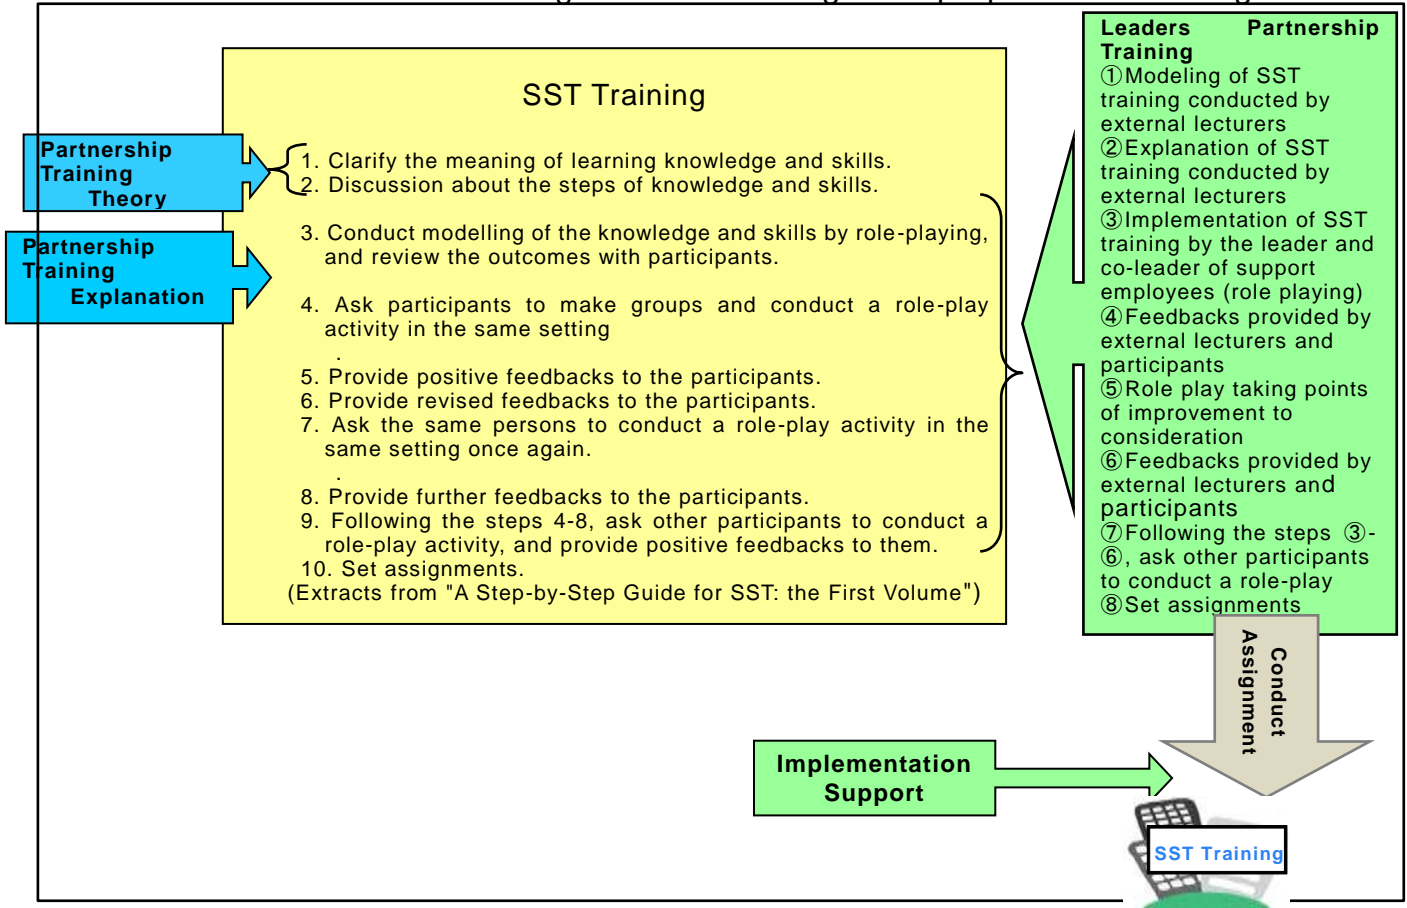 SST Training
Partnership
Training
Theory
1. Clarify the meaning of learning knowledge and skills.
2. Discussion about the steps of knowledge and skills.
Partnership
Training
Explanation
3. Conduct modelling of the knowledge and skills by role-playing,
and review the outcomes with participants.
4. Ask participants to make groups and conduct a role-play
activity in the same setting
.
5. Provide positive feedbacks to the participants.
6. Provide revised feedbacks to the participants.
7. Ask the same persons to conduct a role-play activity in the
same setting once again.
.
8. Provide further feedbacks to the participants.
9. Following the steps 4-8, ask other participants to conduct a
role-play activity, and provide positive feedbacks to them.
10. Set assignments.
(Extracts from "A Step-by-Step Guide for SST: the First Volume")
Leaders Partnership
Training
①Modeling of SST
training conducted by
external lecturers
②Explanation of SST
training conducted by
external lecturers
③Implementation of SST
training by the leader and
co-leader of support
employees (role playing)
④Feedbacks provided by
external lecturers and
participants
⑤Role play taking points
of improvement to
consideration
⑥Feedbacks provided by
external lecturers and
participants
⑦Following the steps ③-
⑥, ask other participants
to conduct a role-play
⑧Set assignments
Conduct
Assignment
Implementation
Support
SST Training